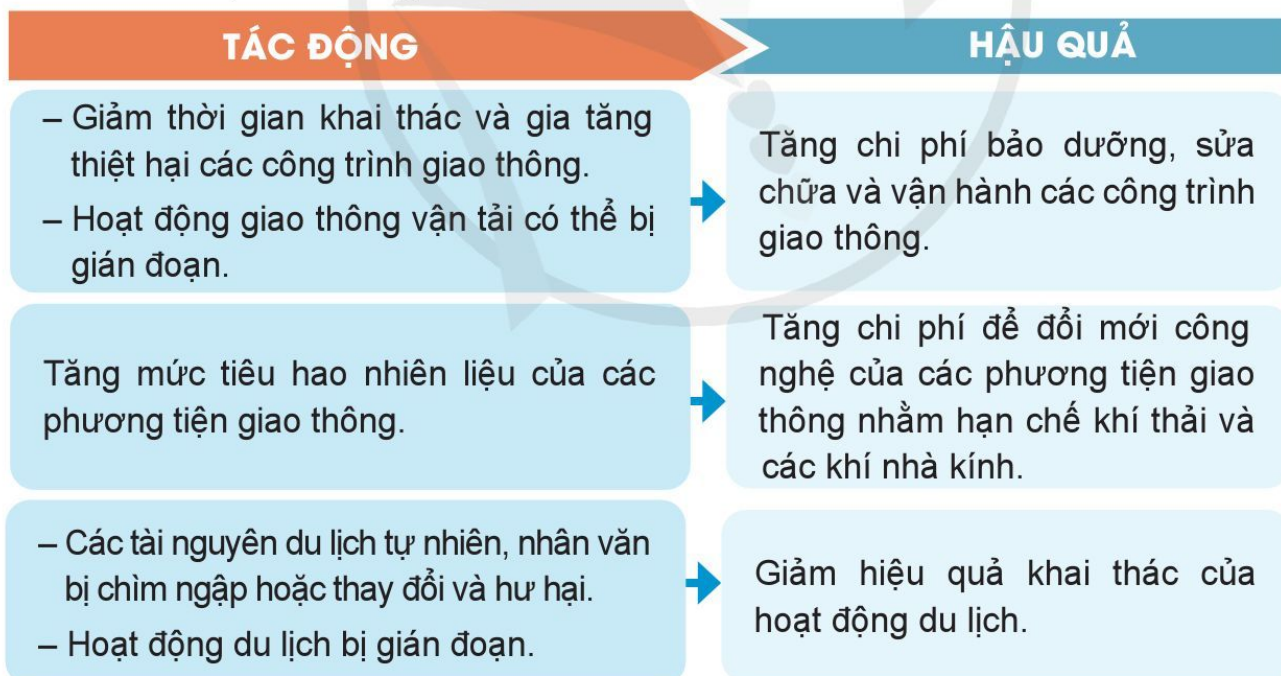 TÁC ĐỘNG
HẬU QUẢ
– Giảm thời gian khai thác và gia tăng
thiệt hại các công trình giao thông.
– Hoạt động giao thông vận tải có thể bị
gián đoạn.
Tăng chi phí bảo dưỡng, sửa
chữa và vận hành các công trình
giao thông.
Tăng mức tiêu hao nhiên liệu của các
phương tiện giao thông.
Tăng chi phí để đổi mới công
nghệ của các phương tiện giao
thông nhằm hạn chế khí thải và
các khí nhà kính.
– Các tài nguyên du lịch tự nhiên, nhân văn
bị chìm ngập hoặc thay đổi và hư hại.
– Hoạt động du lịch bị gián đoạn.
Giảm hiệu quả khai thác của
hoạt động du lịch.